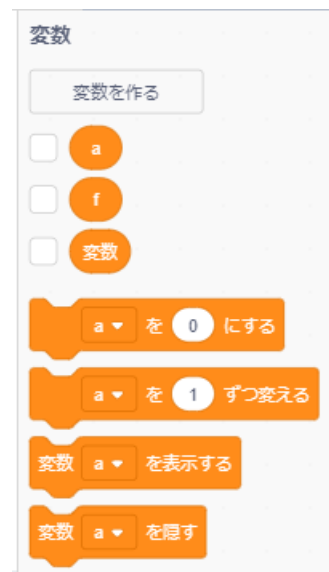 変数
変数を作る
a
f
変数
a を 0 にする
a を 1 ずつ変える
変数 a を表示する
変数 a を隠す